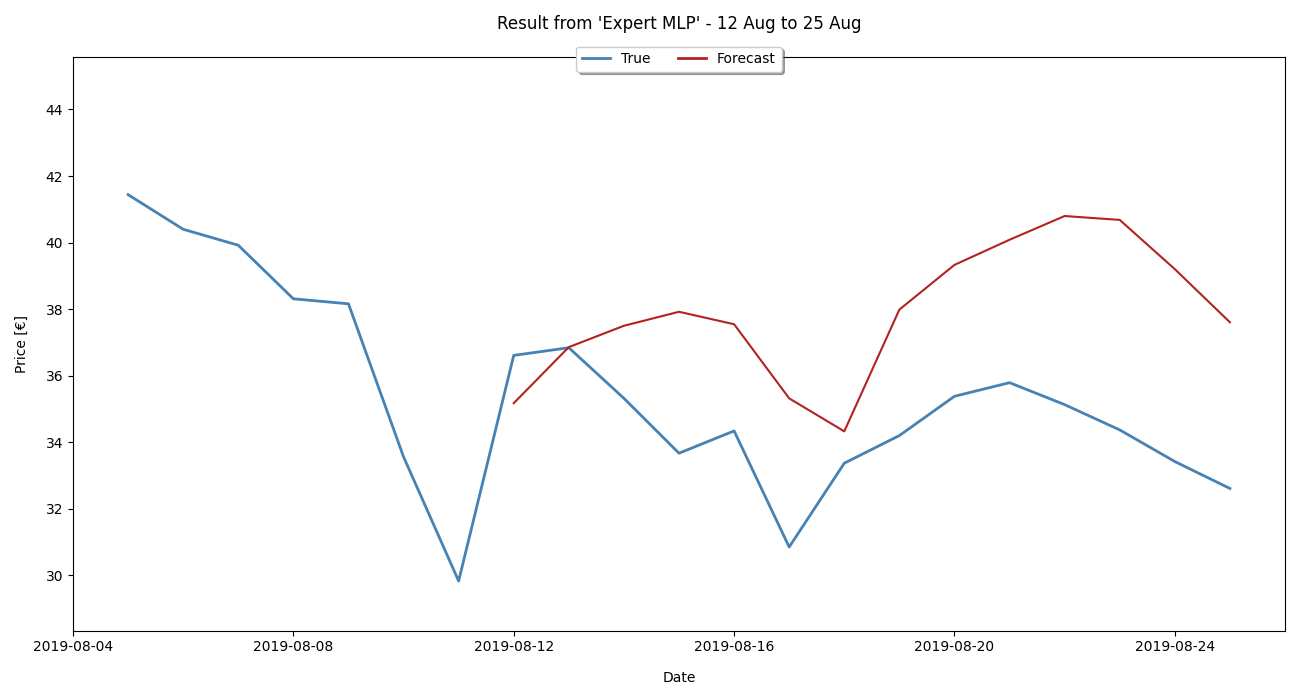 Result from 'Expert MLP' - 12 Aug to 25 Aug
True Forecast
44
42
40
38
36
34
32
30
Price [€]
2019-08-04 2019-08-08 2019-08-12 2019-08-16 2019-08-20 2019-08-24
Date